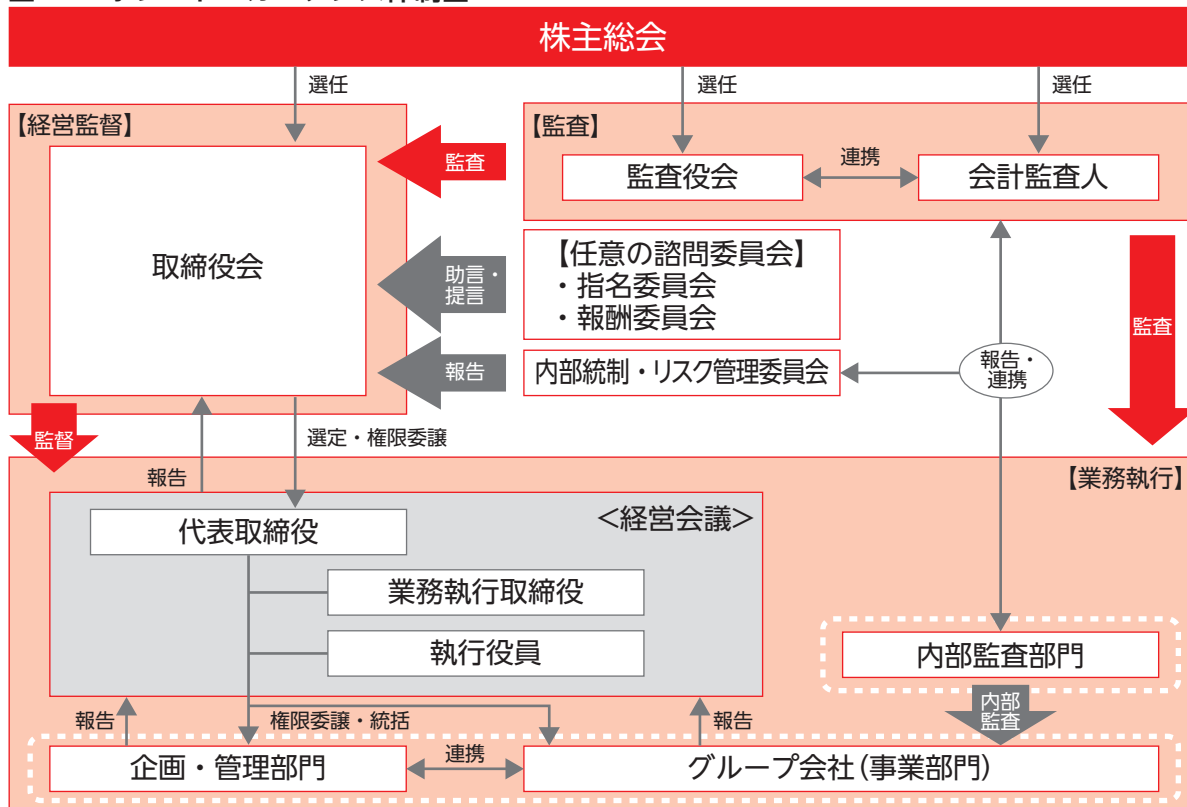 株主総会
選任
選任
選任
【経営監督】
取締役会
監査
助言・
提言
報告
【監査】
監査役会
連携
会計監査人
【任意の諮問委員会】
・指名委員会
・報酬委員会
内部統制・リスク管理委員会
報告・
連携
監査
監督
報告
選定・権限委譲
【業務執行】
<経営会議>
代表取締役
業務執行取締役
執行役員
内部監査部門
内部
監査
報告
権限委譲・統括
報告
企画・管理部門
連携
グループ会社(事業部門)